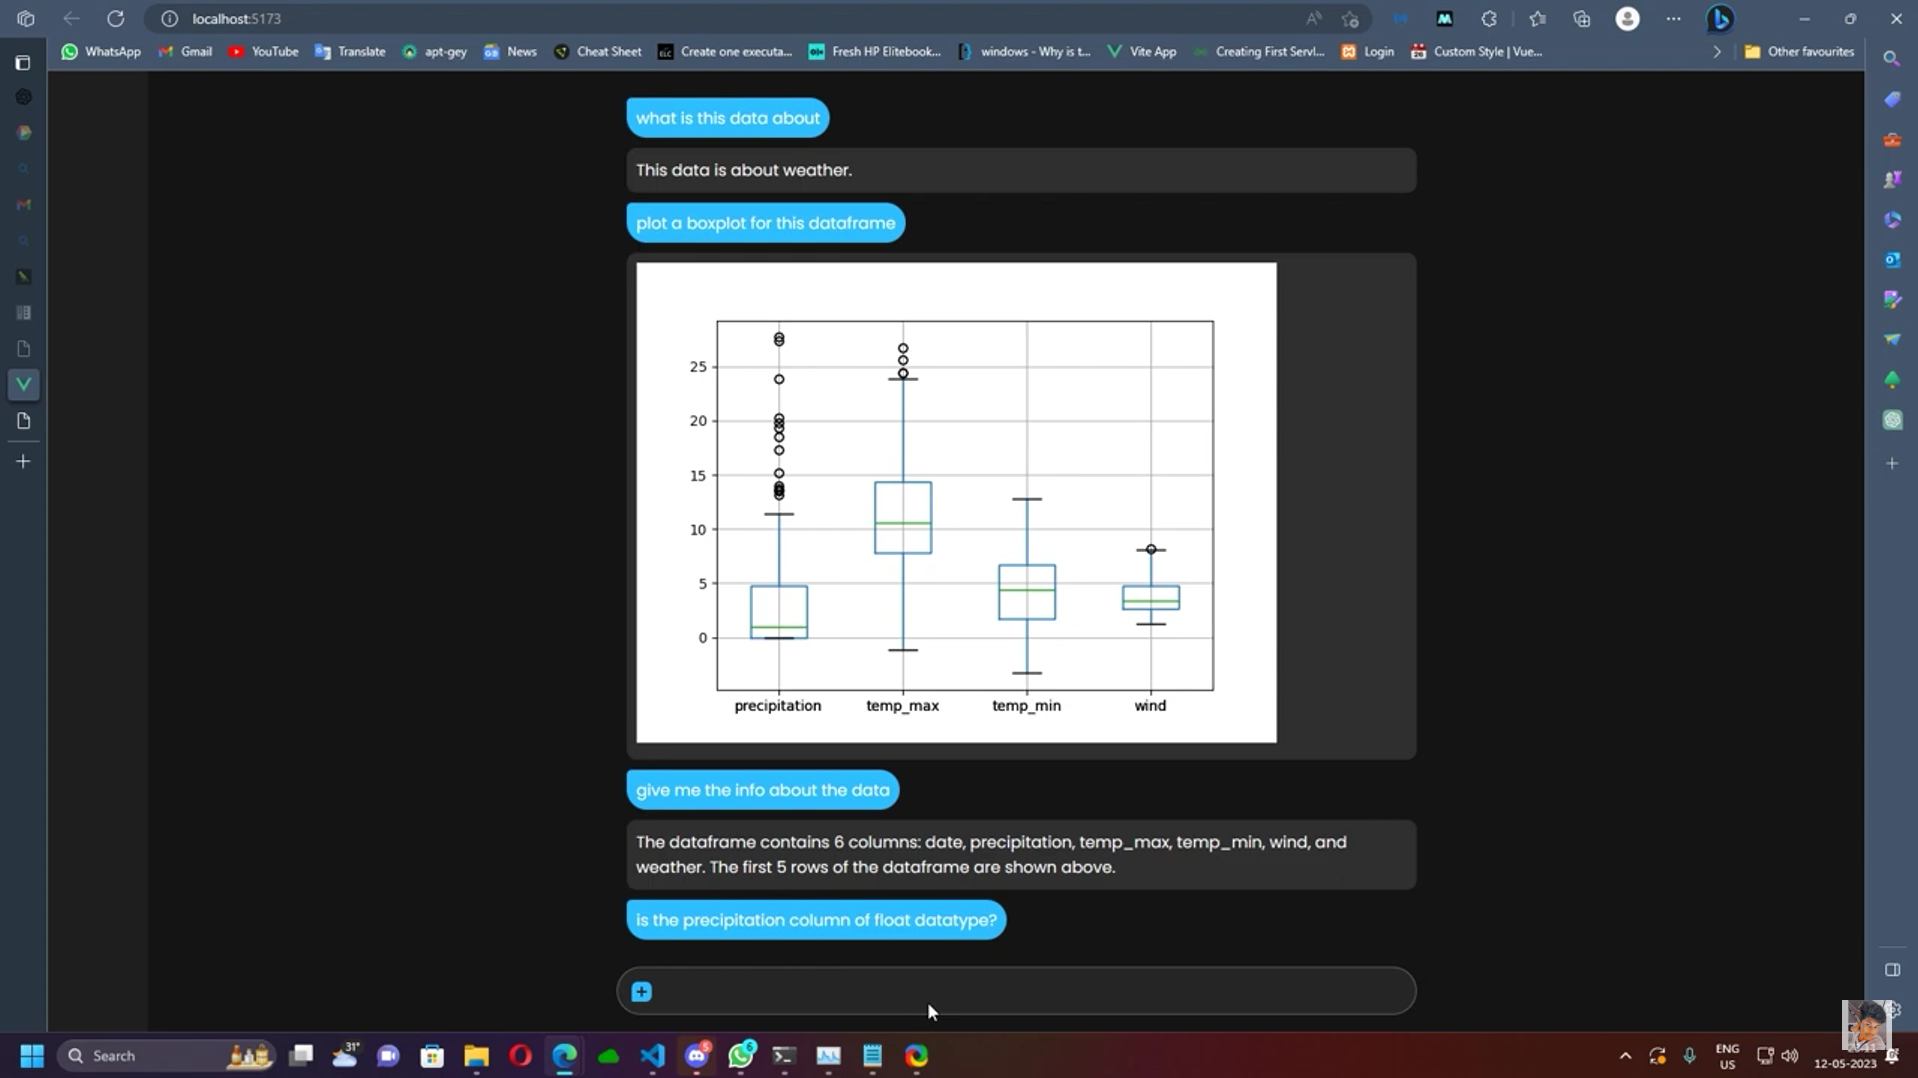 localhost:5173
WhatsApp
Gmail
YouTube
Translate
apt-gey
News
Cheat Sheet
Create one executa...
Fresh HP Elitebook...
windows - Why is t...
Vite App
Creating First Servl...
Login
Custom Style | Vue...
Other favourites
what is this data about
This data is about weather.
plot a boxplot for this dataframe
25
20
15
10
5
0
precipitation
temp_max
temp_min
wind
give me the info about the data
The dataframe contains 6 columns: date, precipitation, temp_max, temp_min, wind, and
weather. The first 5 rows of the dataframe are shown above.
is the precipitation column of float datatype?
Search
31°
5
6
ENG
US
12-05-2023